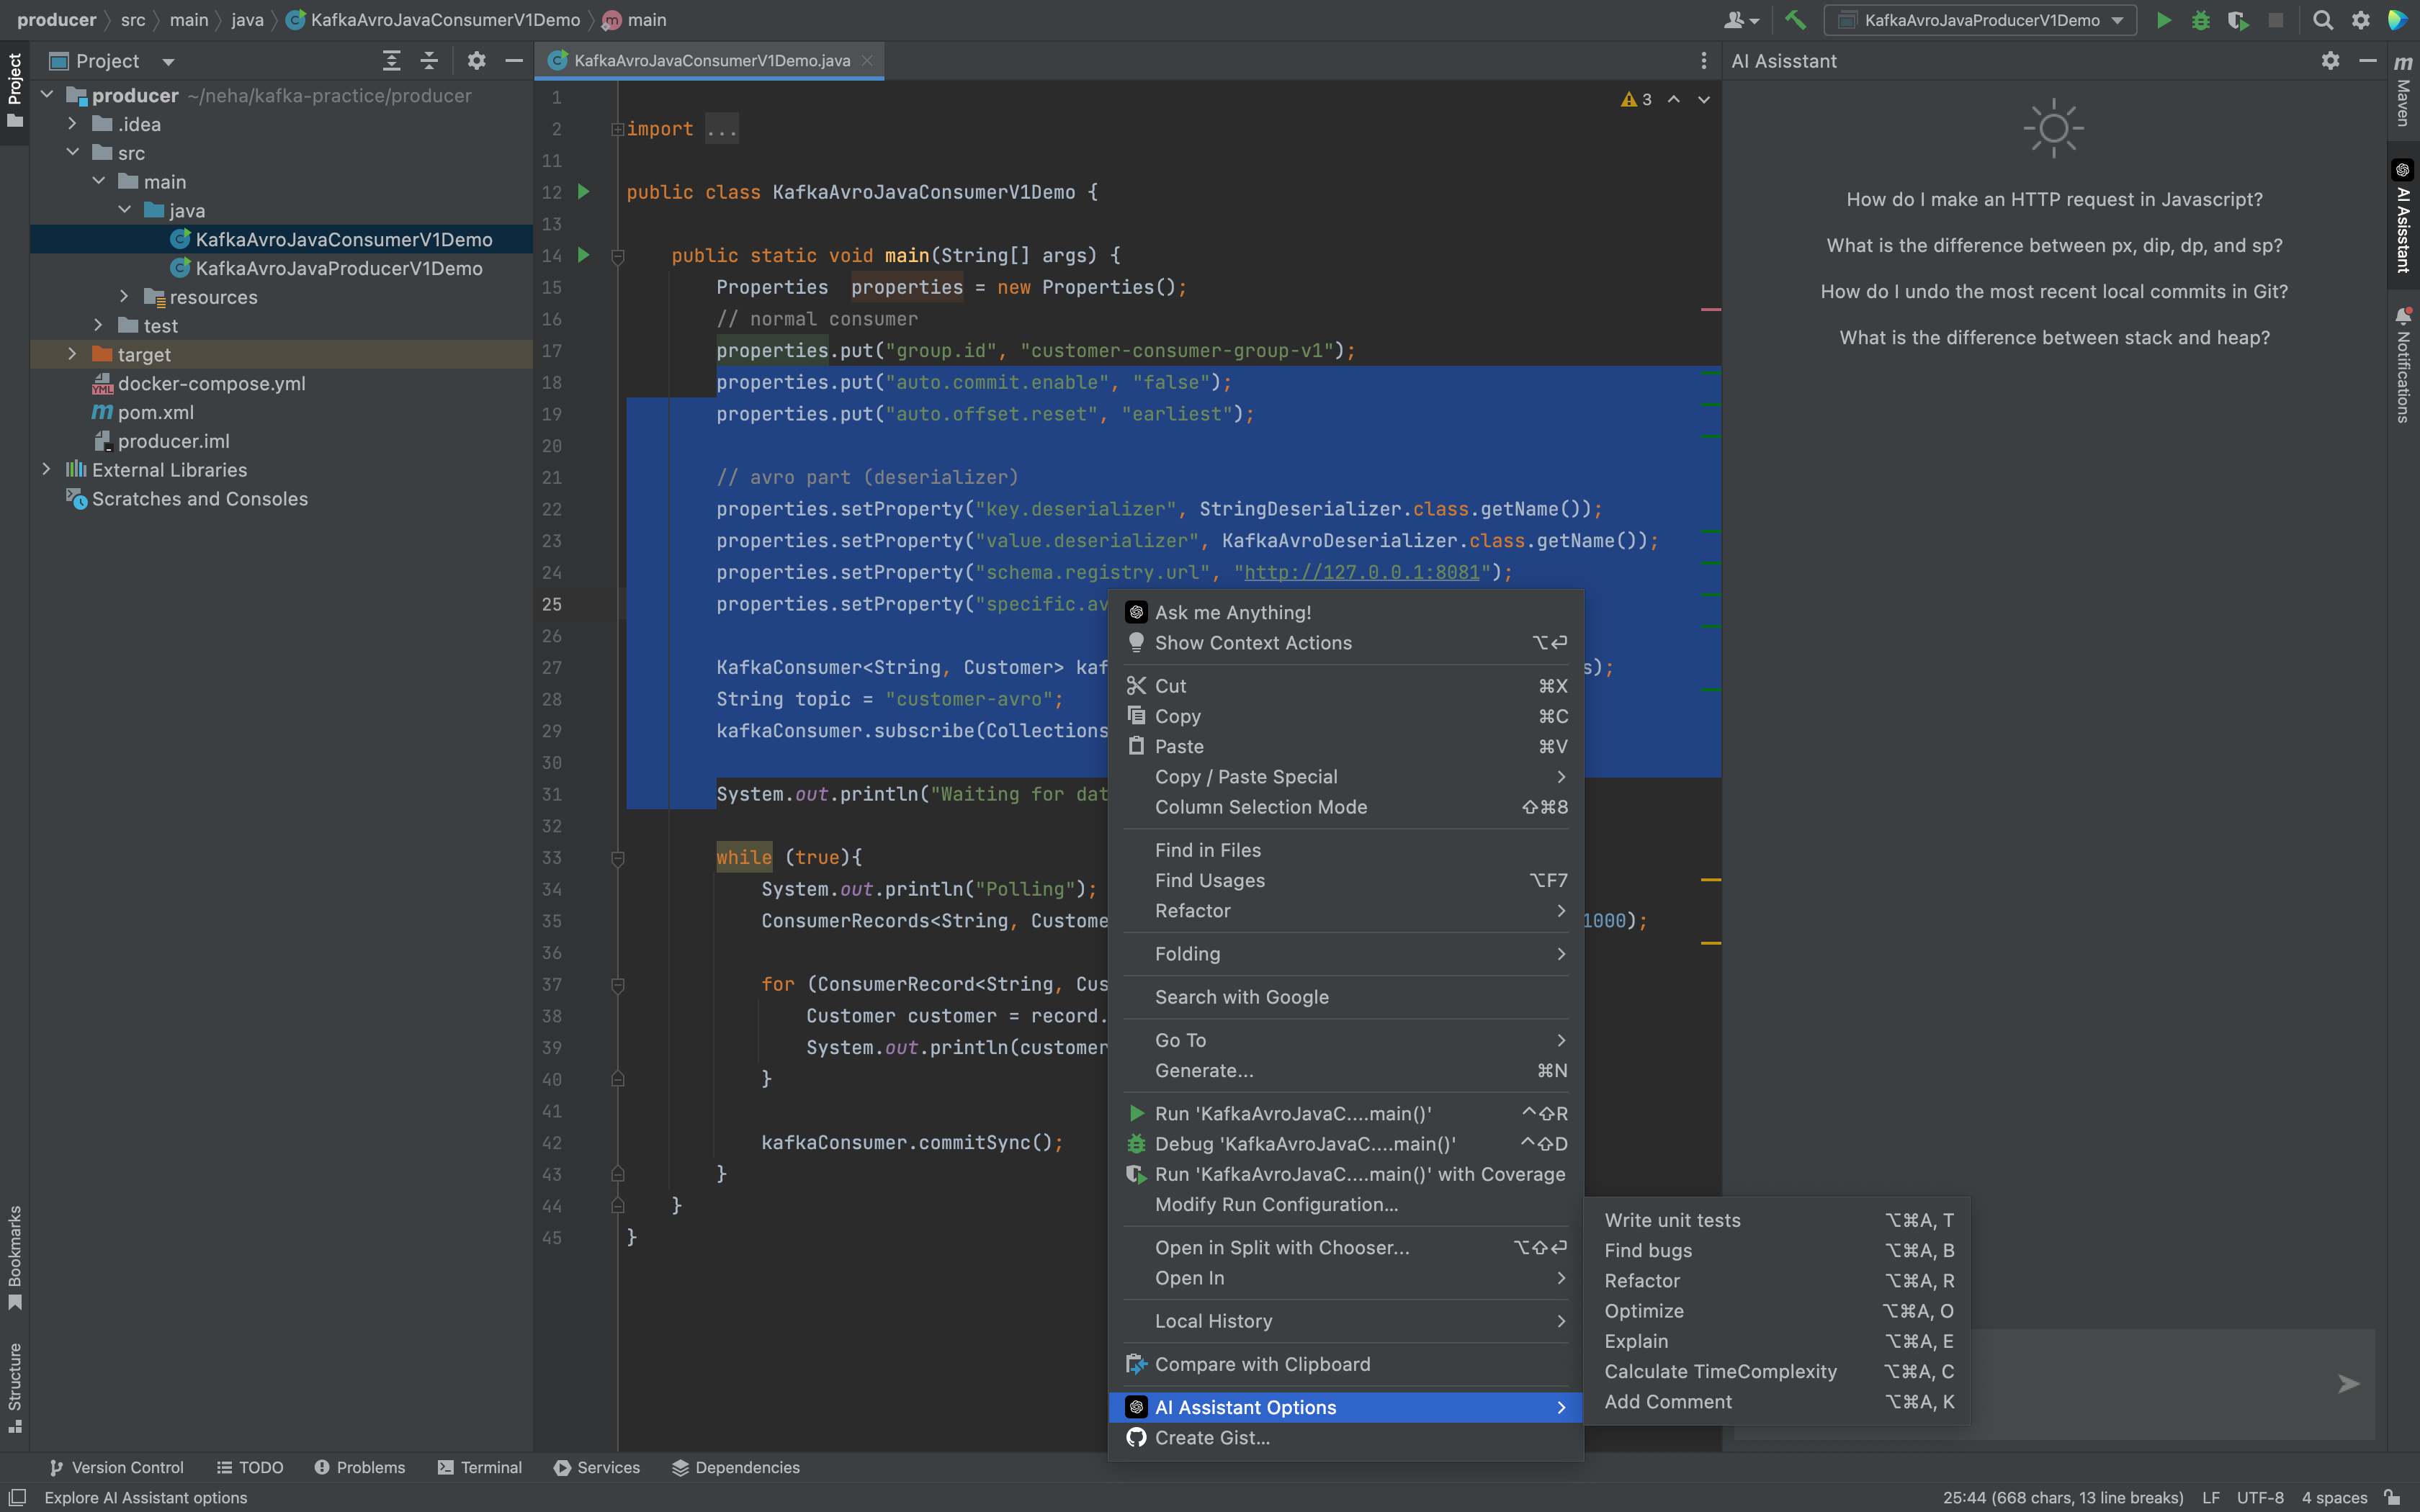 producer src main java KafkaAvroJavaConsumerV1Demo main
KafkaAvroJavaProducerV1Demo
Project
Project
KafkaAvroJavaConsumerV1Demo.java
AI Asisstant
producer ~/neha/kafka-practice/producer
.idea
src
main
java
KafkaAvroJavaConsumerV1Demo
KafkaAvroJavaProducerV1Demo
resources
test
target
docker-compose.yml
pom.xml
producer.iml
External Libraries
Scratches and Consoles
3
1
2 import ...
11
12 public class KafkaAvroJavaConsumerV1Demo {
13
14 public static void main(String[] args) {
15 Properties properties = new Properties();
16 // normal consumer
17 properties.put("group.id", "customer-consumer-group-v1");
18 properties.put("auto.commit.enable", "false");
19 properties.put("auto.offset.reset", "earliest");
20
21 // avro part (deserializer)
22 properties.setProperty("key.deserializer", StringDeserializer.class.getName());
23 properties.setProperty("value.deserializer", KafkaAvroDeserializer.class.getName());
24 properties.setProperty("schema.registry.url", "http://127.0.0.1:8081");
25 properties.setProperty("specific.av
26
27 KafkaConsumer<String, Customer> kaf s);
28 String topic = "customer-avro";
29 kafkaConsumer.subscribe(Collections
30
31 System.out.println("Waiting for dat
32
33 while (true){
34 System.out.println("Polling");
35 ConsumerRecords<String, Custome 1000);
36
37 for (ConsumerRecord<String, Cus
38 Customer customer = record.
39 System.out.println(customer
40 }
41
42 kafkaConsumer.commitSync();
43 }
44 }
45 }
Ask me Anything!
Show Context Actions ⌥⏎
Cut ⌘X
Copy ⌘C
Paste ⌘V
Copy / Paste Special
Column Selection Mode ⇧⌘8
Find in Files
Find Usages ⌥F7
Refactor
Folding
Search with Google
Go To
Generate... ⌘N
Run 'KafkaAvroJavaC....main()' ^⇧R
Debug 'KafkaAvroJavaC....main()' ^⇧D
Run 'KafkaAvroJavaC....main()' with Coverage
Modify Run Configuration...
Open in Split with Chooser... ⌥⇧⏎
Open In
Local History
Compare with Clipboard
AI Assistant Options
Create Gist...
Write unit tests ⌥⌘A, T
Find bugs ⌥⌘A, B
Refactor ⌥⌘A, R
Optimize ⌥⌘A, O
Explain ⌥⌘A, E
Calculate TimeComplexity ⌥⌘A, C
Add Comment ⌥⌘A, K
How do I make an HTTP request in Javascript?
What is the difference between px, dip, dp, and sp?
How do I undo the most recent local commits in Git?
What is the difference between stack and heap?
m Maven
AI Asisstant
Notifications
Bookmarks
Structure
Version Control TODO Problems Terminal Services Dependencies
Explore AI Assistant options
25:44 (668 chars, 13 line breaks) LF UTF-8 4 spaces